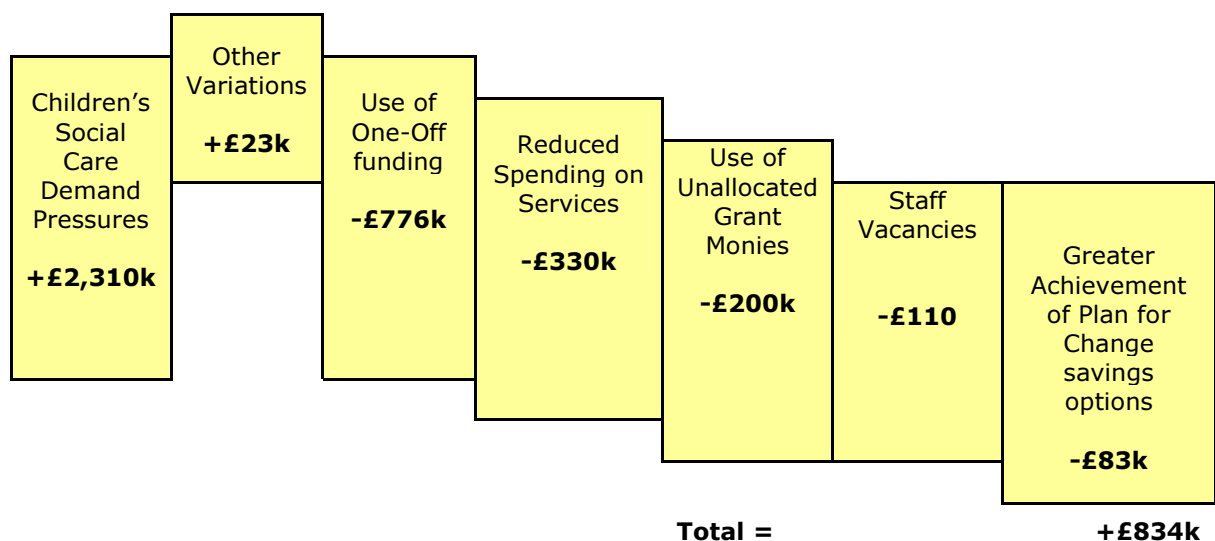 Children's
Social
Care
Demand
Pressures
+£2,310k
Other
Variations
+£23k
Use of
One-Off
funding
-£776k
Reduced
Spending on
Services
-£330k
Use of
Unallocated
Grant
Monies
-£200k
Staff
Vacancies
-£110
Greater
Achievement
of Plan for
Change
savings
options
-£83k
Total = +£834k